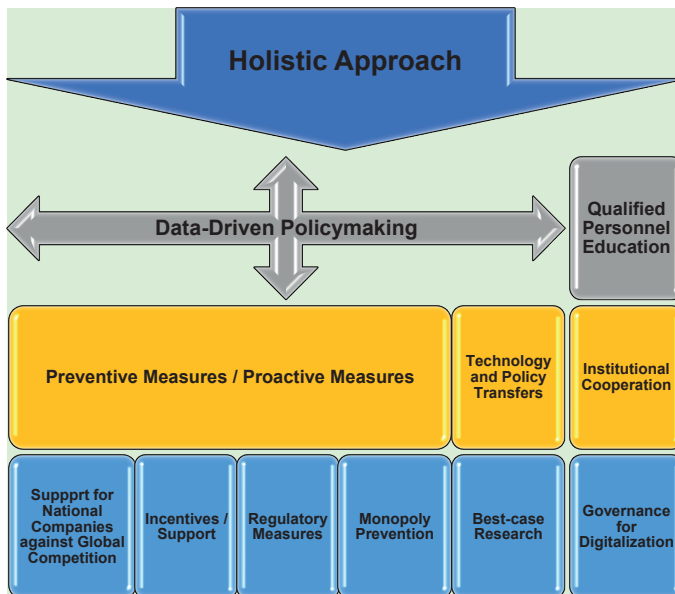 Holistic Approach
Data-Driven Policymaking
Qualified
Personnel
Education
Preventive Measures / Proactive Measures
Technology
and Policy
Transfers
Institutional
Cooperation
Suppprt for
National
Companies
against Global
Competition
Incentives /
Support
Regulatory
Measures
Monopoly
Prevention
Best-case
Research
Governance
for
Digitalization